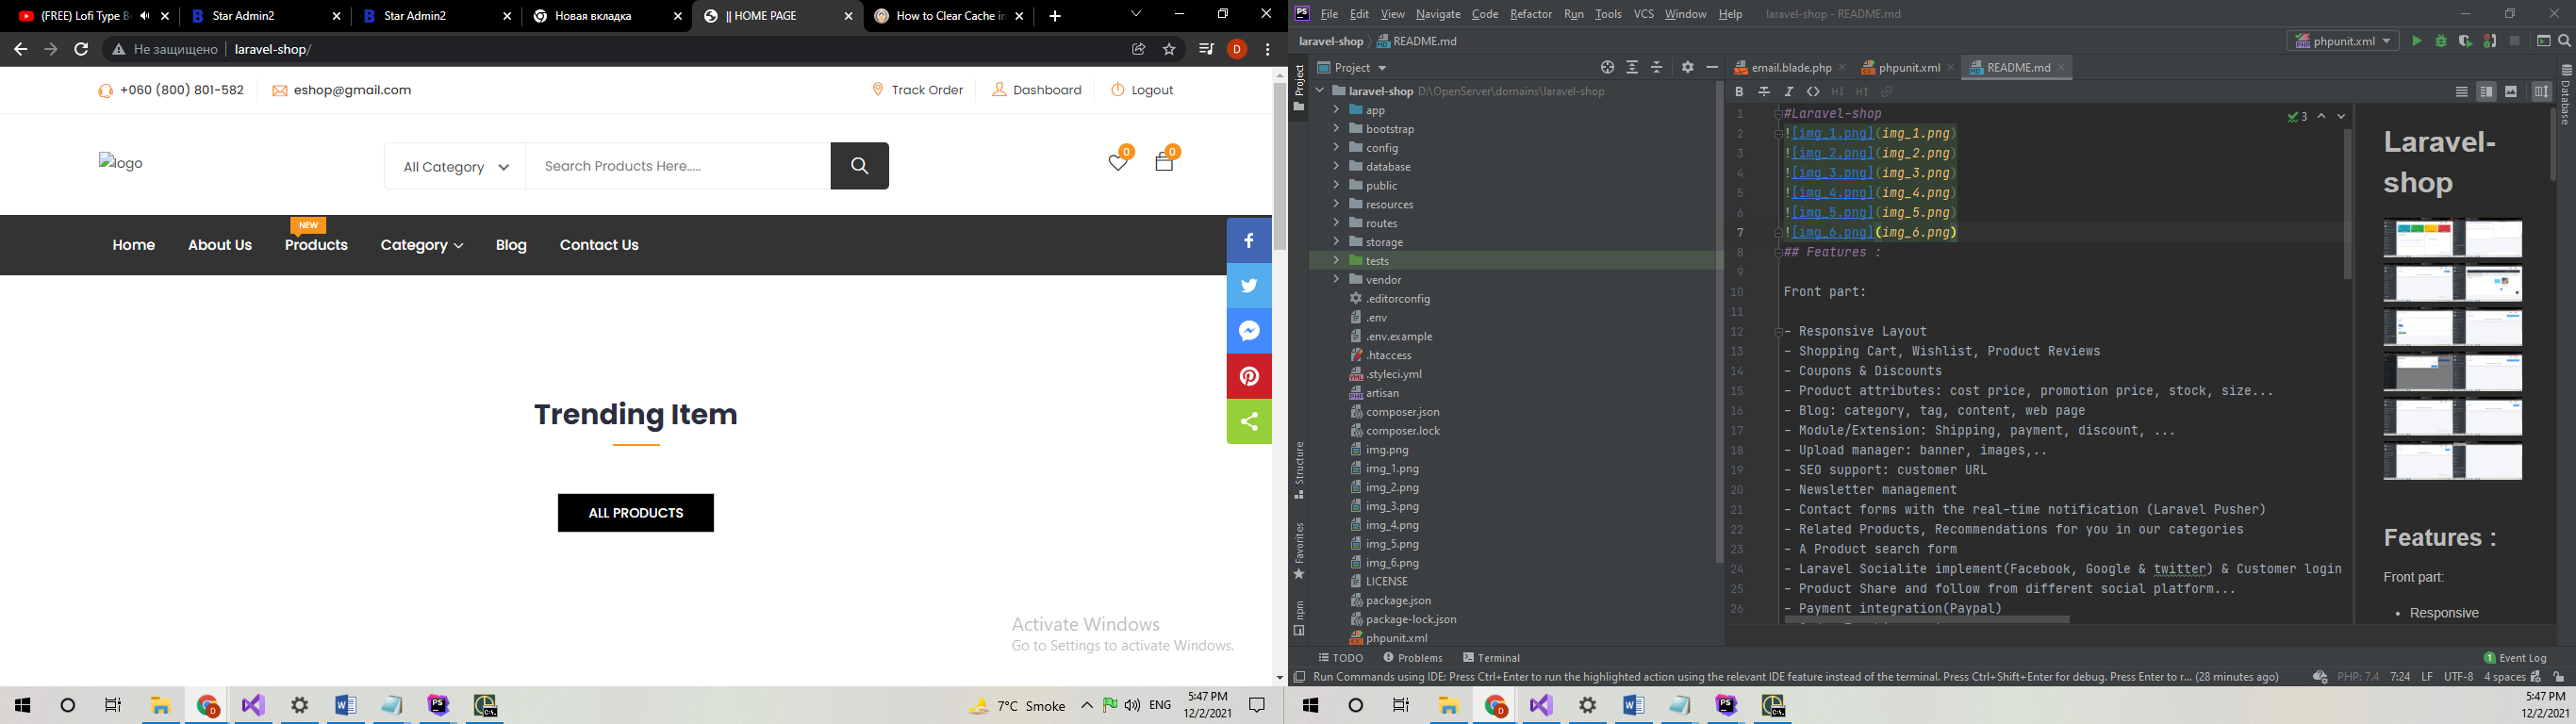 (FREE) Lofi Type B
Star Admin2
Star Admin2
Новая вкладка
|| HOME PAGE
How to Clear Cache in
Не защищено
laravel-shop/
D
+060 (800) 801-582
eshop@gmail.com
Track Order
Dashboard
Logout
logo
All Category
Search Products Here.....
0
0
NEW
Home
About Us
Products
Category
Blog
Contact Us
Trending Item
ALL PRODUCTS
Activate Windows
Go to Settings to activate Windows.
7°C Smoke
ENG
5:47 PM
12/2/2021
PS
File Edit View Navigate Code Refactor Run Tools VCS Window Help
laravel-shop - README.md
laravel-shop
README.md
phpunit.xml
Project
Project
email.blade.php
phpunit.xml
README.md
Database
laravel-shop D:\OpenServer\domains\laravel-shop
app
bootstrap
config
database
public
resources
routes
storage
tests
vendor
.editorconfig
.env
.env.example
.htaccess
.styleci.yml
artisan
composer.json
composer.lock
img.png
img_1.png
img_2.png
img_3.png
img_4.png
img_5.png
img_6.png
LICENSE
package.json
package-lock.json
phpunit.xml
Structure
Favorites
npm
3
1 #Laravel-shop
2 ![img_1.png](img_1.png)
3 ![img_2.png](img_2.png)
4 ![img_3.png](img_3.png)
5 ![img_4.png](img_4.png)
6 ![img_5.png](img_5.png)
7 ![img_6.png](img_6.png)
8 ## Features :
9
10 Front part:
11
12 - Responsive Layout
13 - Shopping Cart, Wishlist, Product Reviews
14 - Coupons & Discounts
15 - Product attributes: cost price, promotion price, stock, size...
16 - Blog: category, tag, content, web page
17 - Module/Extension: Shipping, payment, discount, ...
18 - Upload manager: banner, images,..
19 - SEO support: customer URL
20 - Newsletter management
21 - Contact forms with the real-time notification (Laravel Pusher)
22 - Related Products, Recommendations for you in our categories
23 - A Product search form
24 - Laravel Socialite implement(Facebook, Google & twitter) & Customer login
25 - Product Share and follow from different social platform...
26 - Payment integration(Paypal)
Laravel-
shop
Features :
Front part:
• Responsive
TODO
Problems
Terminal
1 Event Log
Run Commands using IDE: Press Ctrl+Enter to run the highlighted action using the relevant IDE feature instead of the terminal. Press Ctrl+Shift+Enter for debug. Press Enter to r... (28 minutes ago)
PHP: 7.4
7:24
LF
UTF-8
4 spaces
5:47 PM
12/2/2021